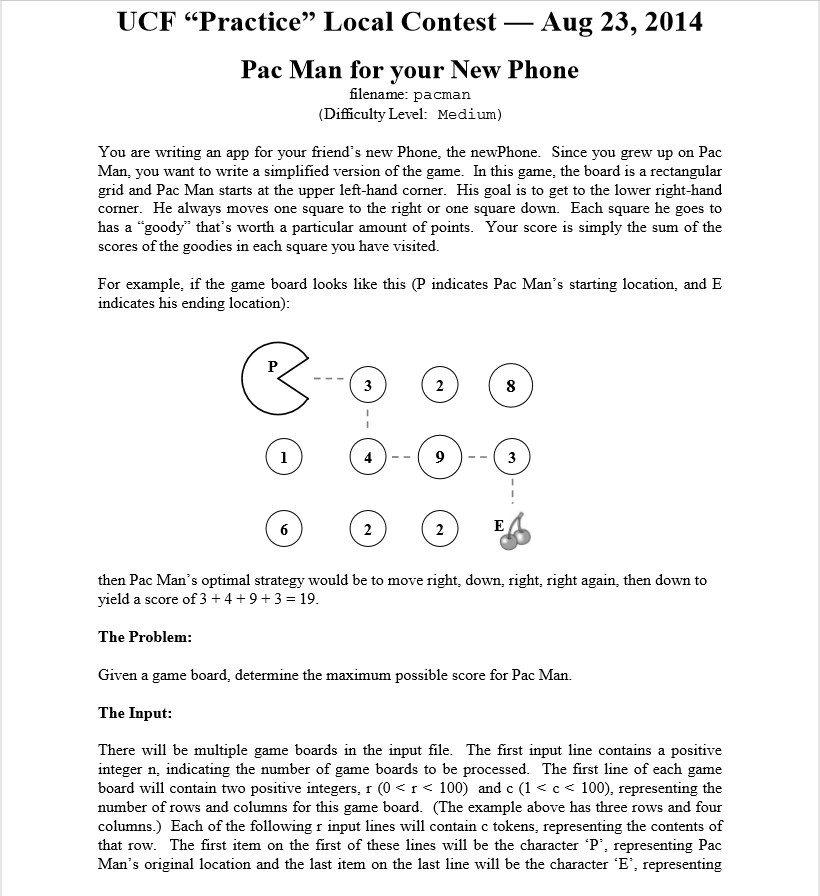 UCF “Practice” Local Contest — Aug 23, 2014
Pac Man for your New Phone
filename: pacman
(Difficulty Level: Medium)
You are writing an app for your friend’s new Phone, the newPhone. Since you grew up on Pac
Man, you want to write a simplified version of the game. In this game, the board is a rectangular
grid and Pac Man starts at the upper left-hand corner. His goal is to get to the lower right-hand
corner. He always moves one square to the right or one square down. Each square he goes to
has a “goody” that’s worth a particular amount of points. Your score is simply the sum of the
scores of the goodies in each square you have visited.
For example, if the game board looks like this (P indicates Pac Man’s starting location, and E
indicates his ending location):
P 3 2 8
1 4 9 3
6 2 2 E
then Pac Man’s optimal strategy would be to move right, down, right, right again, then down to
yield a score of 3 + 4 + 9 + 3 = 19.
The Problem:
Given a game board, determine the maximum possible score for Pac Man.
The Input:
There will be multiple game boards in the input file. The first input line contains a positive
integer n, indicating the number of game boards to be processed. The first line of each game
board will contain two positive integers, r (0 < r < 100) and c (1 < c < 100), representing the
number of rows and columns for this game board. (The example above has three rows and four
columns.) Each of the following r input lines will contain c tokens, representing the contents of
that row. The first item on the first of these lines will be the character ‘P’, representing Pac
Man’s original location and the last item on the last line will be the character ‘E’, representing